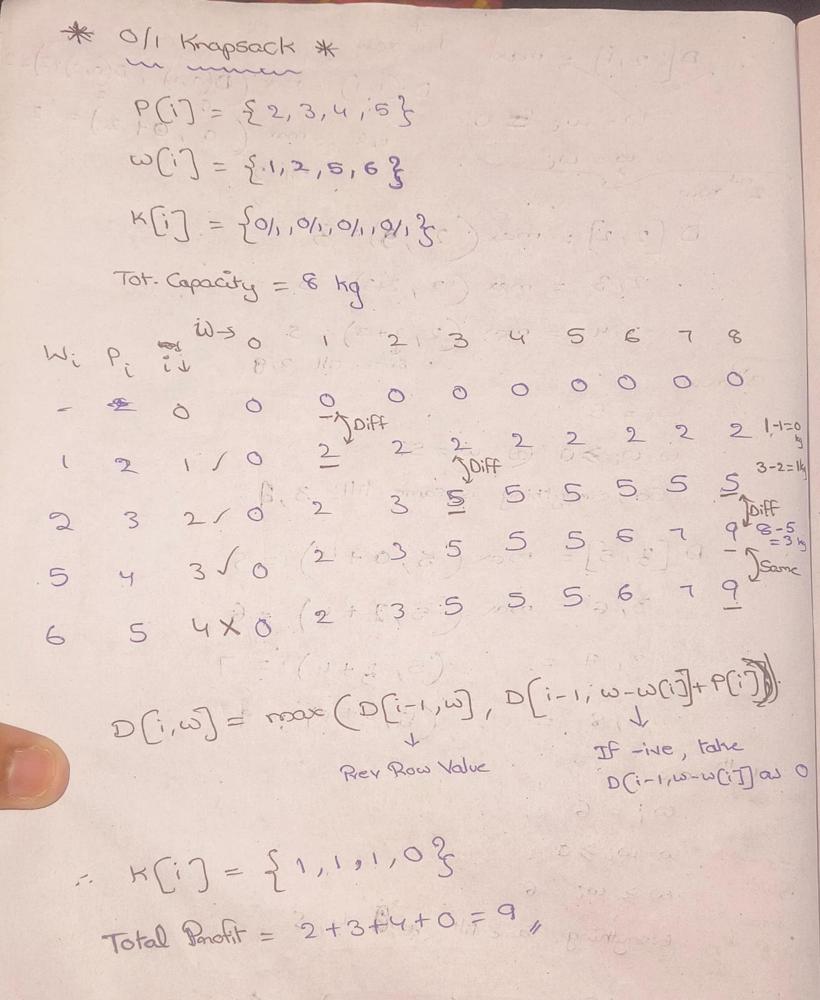 * 0/1 Knapsack *
P[i] = {2, 3, 4, 5}
w[i] = {1, 2, 5, 6}
K[i] = {0/1, 0/1, 0/1, 0/1}
Tot. Capacity = 8 kg
Wi Pi i↓ w→ 0 1 2 3 4 5 6 7 8
- 0 0 0 0 0 0 0 0 0 0
Diff
1 2 1 ✓ 0 2 2 2 2 2 2 2 2 1-1=0 kg
Diff 3-2=1kg
2 3 2 ✓ 0 2 3 5 5 5 5 5 5
Diff
5 4 3 ✓ 0 2 3 5 5 5 6 7 9 8-5 = 3 kg
Same
6 5 4 X 0 2 3 5 5 5 6 7 9
D[i,w] = max(D[i-1,w], D[i-1, w-w[i]]+P[i])
↓ ↓
Prev Row Value If -ive, take
D[i-1,w-w[i]] as 0
∴ K[i] = {1, 1, 1, 0}
Total Profit = 2+3+4+0 = 9